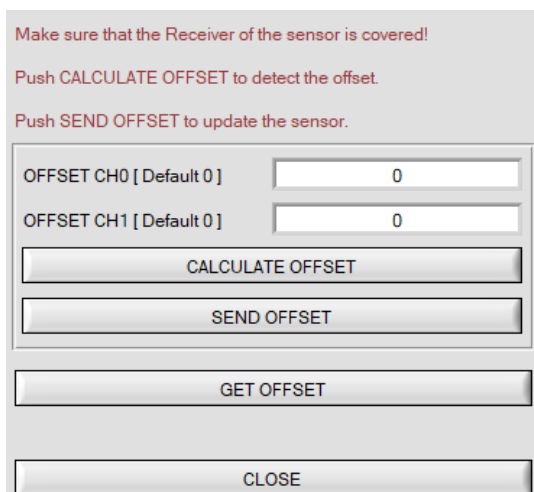 Make sure that the Receiver of the sensor is covered!
Push CALCULATE OFFSET to detect the offset.
Push SEND OFFSET to update the sensor.
OFFSET CH0 [ Default 0 ] 0
OFFSET CH1 [ Default 0 ] 0
CALCULATE OFFSET
SEND OFFSET
GET OFFSET
CLOSE